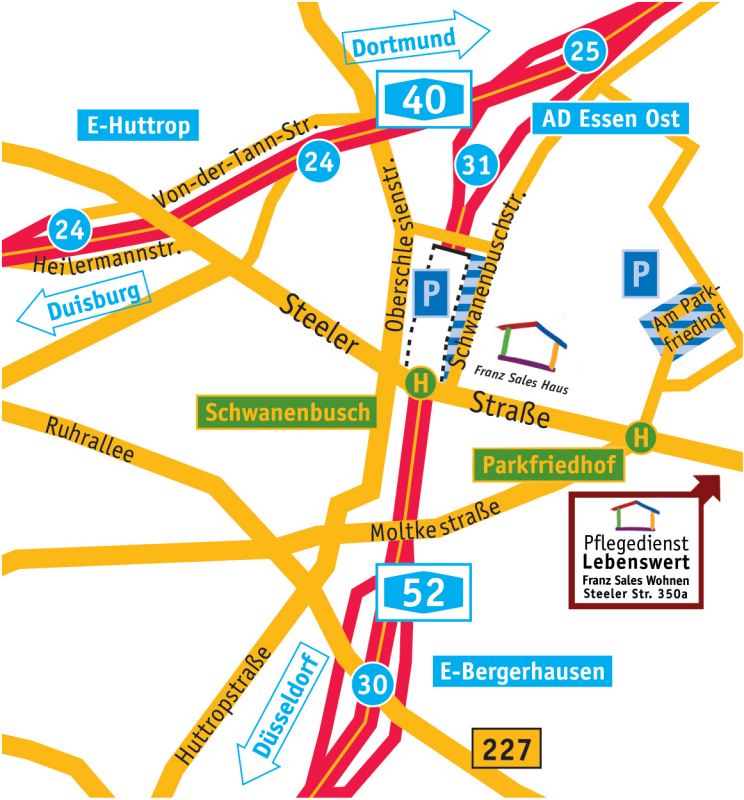 Dortmund
25
40
E-Huttrop
AD Essen Ost
Von-der-Tann-Str.
24
31
24
Heilermannstr.
Oberschlesienstr.
Schwanenbuschstr.
Duisburg
P
P
Am Park-
friedhof
Steeler
Franz Sales Haus
H
Schwanenbusch
Straße
H
Ruhrallee
Parkfriedhof
Moltkestraße
Pflegedienst
Lebenswert
Franz Sales Wohnen
Steeler Str. 350a
52
E-Bergerhausen
30
Huttropstraße
Düsseldorf
227